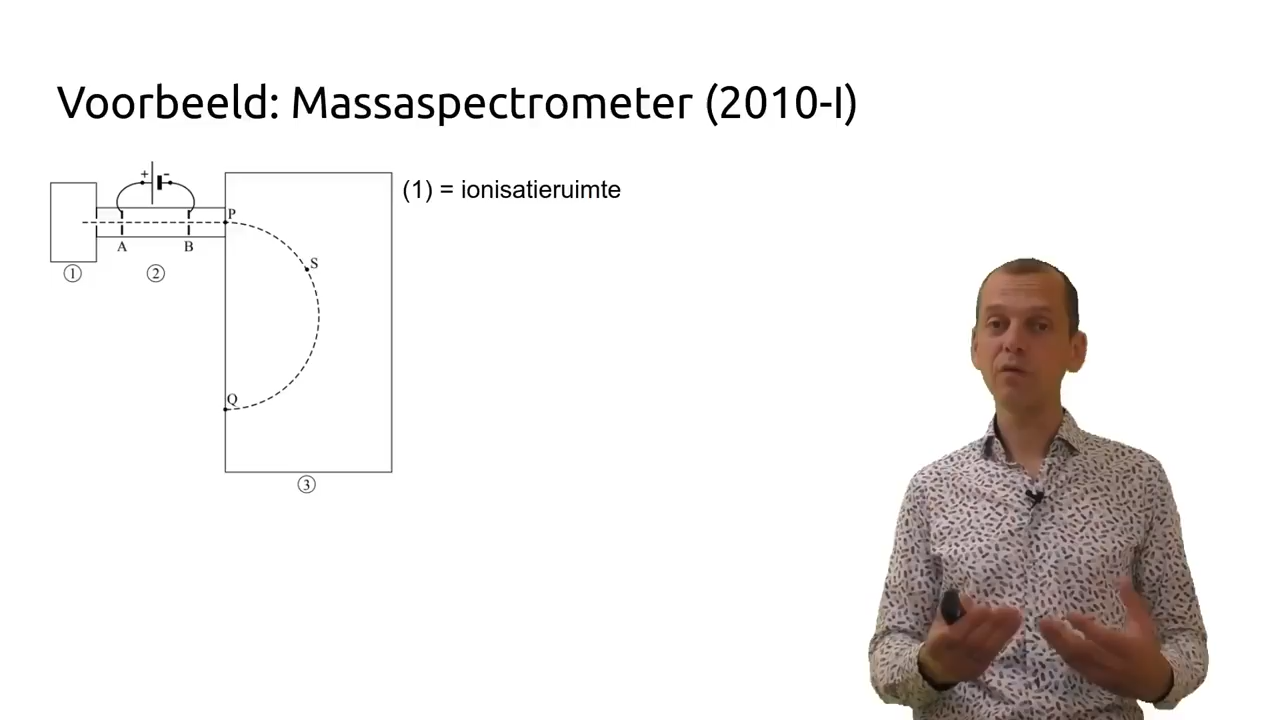 Voorbeeld: Massaspectrometer (2010-I)
(1) = ionisatieruimte
+ -
P
A B
① ②
S
Q
③